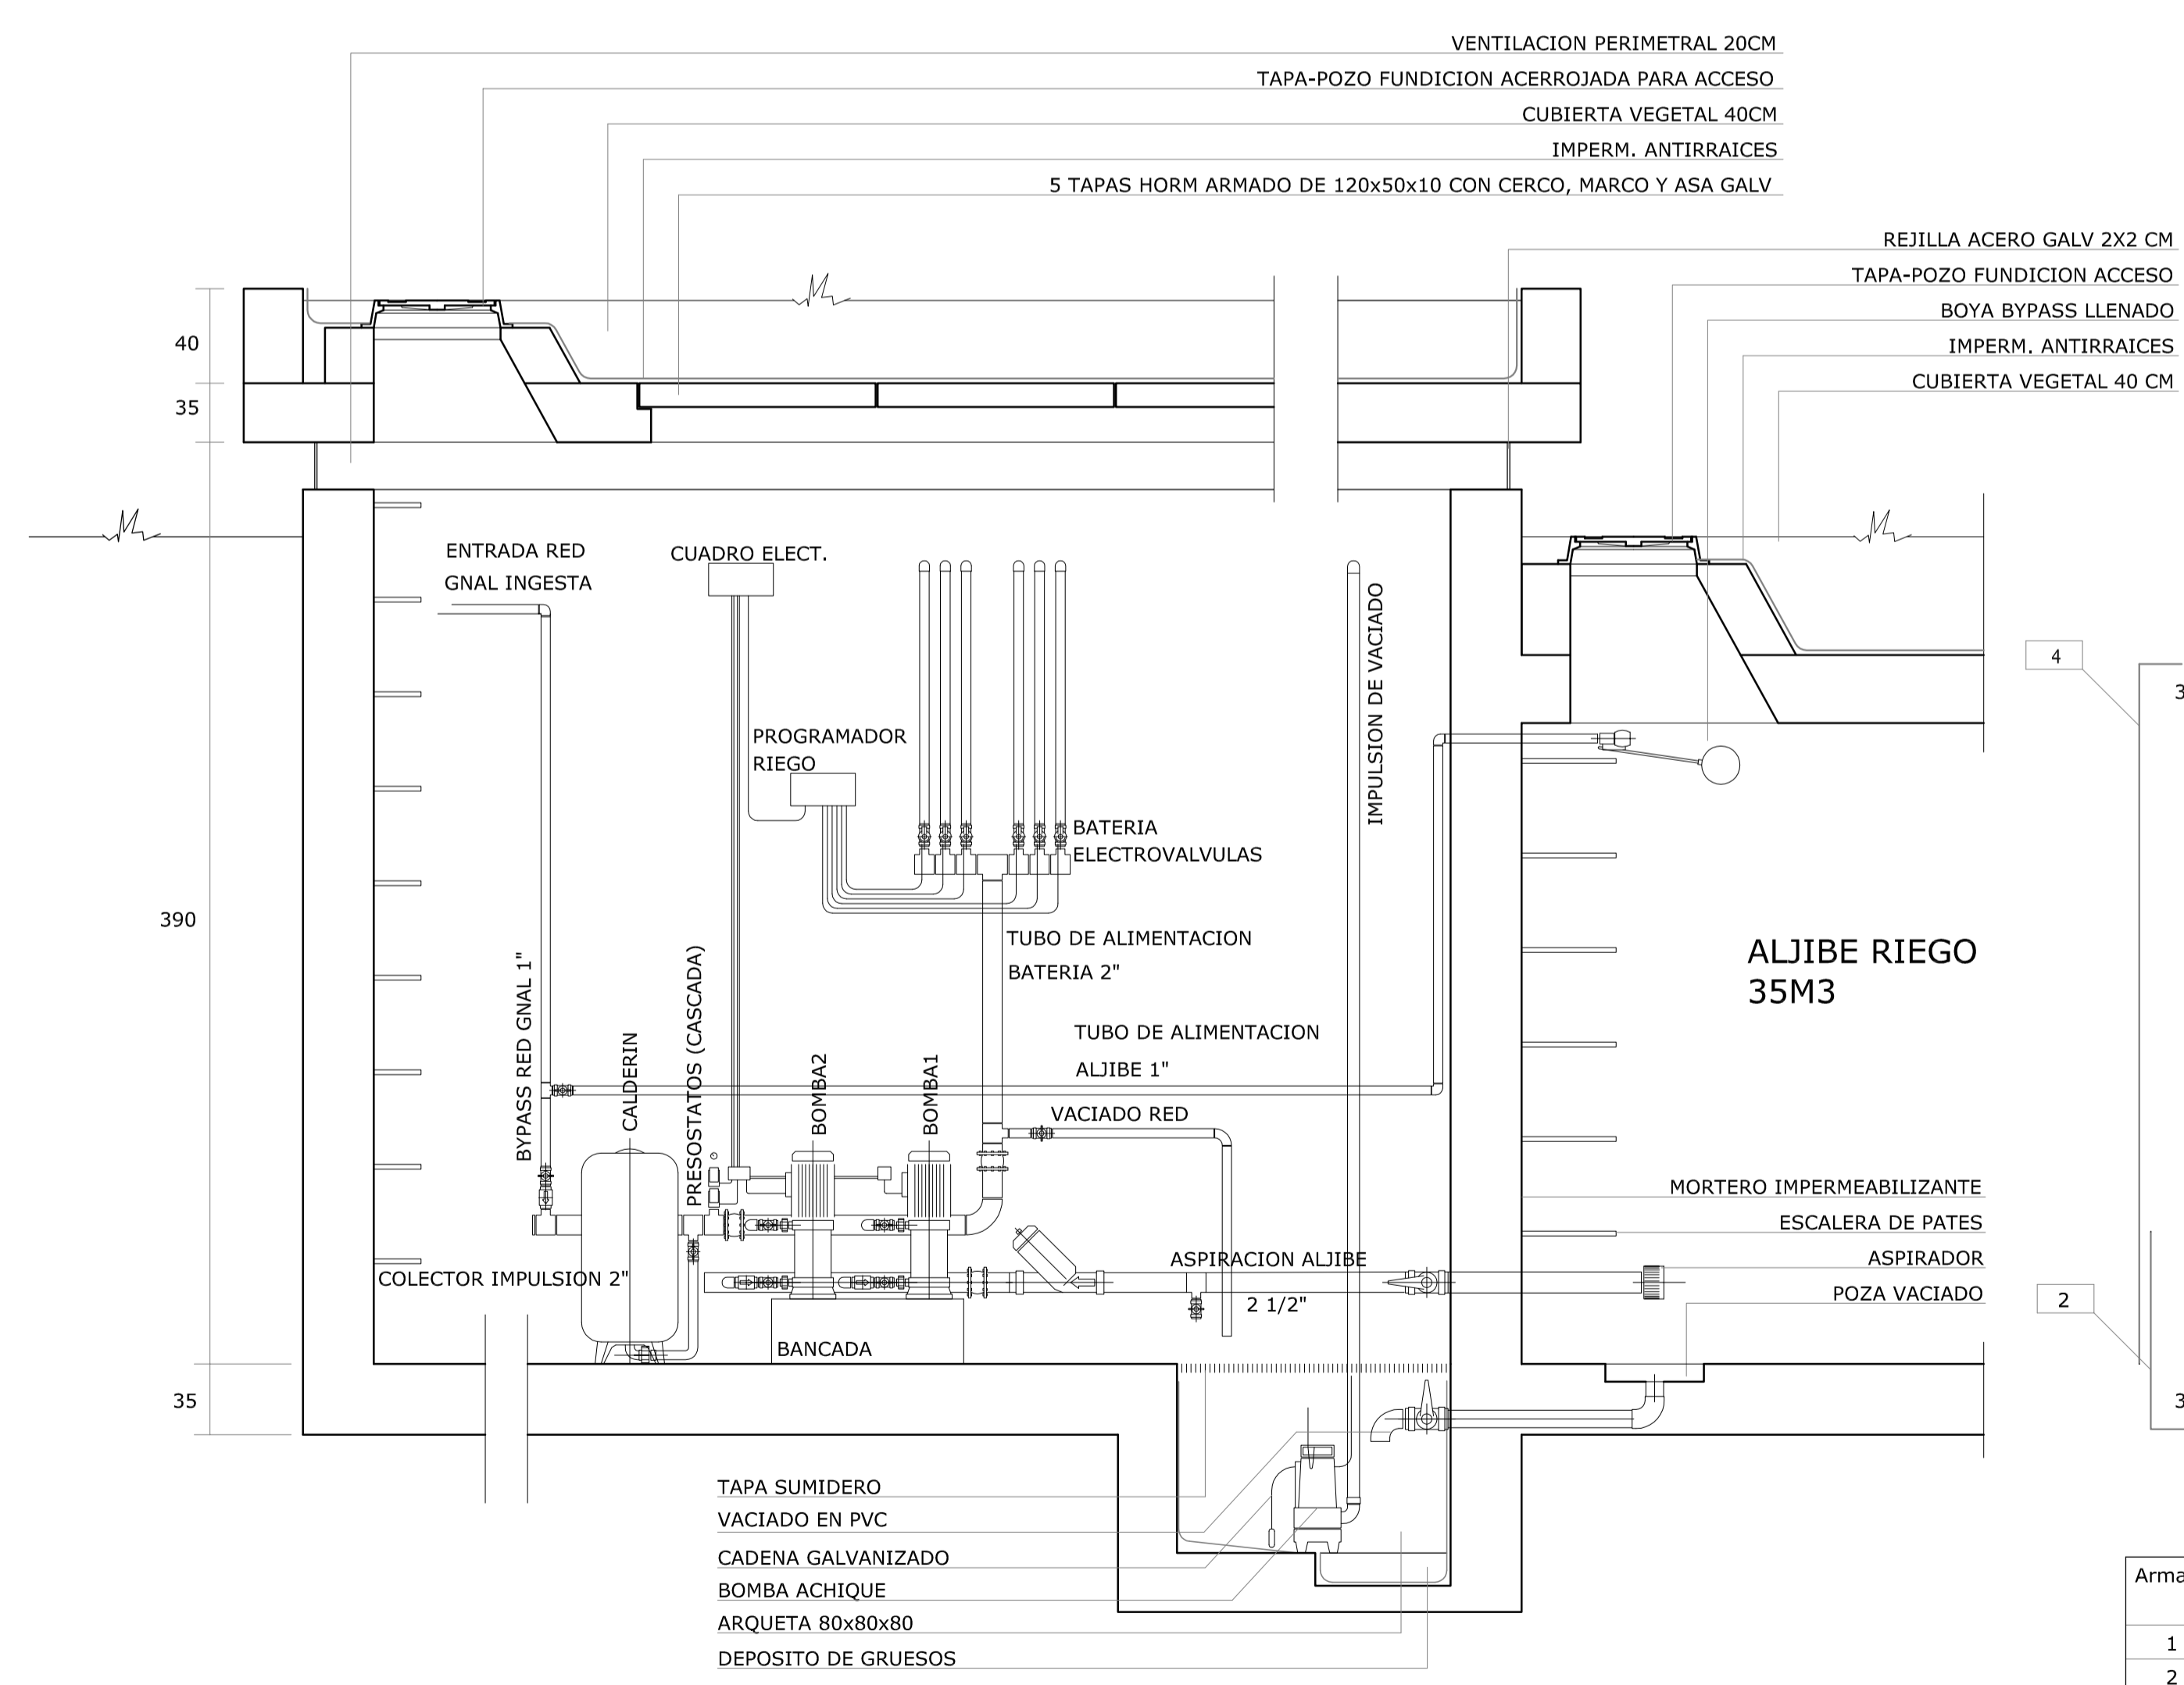 VENTILACION PERIMETRAL 20CM
TAPA-POZO FUNDICION ACERROJADA PARA ACCESO
CUBIERTA VEGETAL 40CM
IMPERM. ANTIRRAICES
5 TAPAS HORM ARMADO DE 120x50x10 CON CERCO, MARCO Y ASA GALV
REJILLA ACERO GALV 2X2 CM
TAPA-POZO FUNDICION ACCESO
BOYA BYPASS LLENADO
IMPERM. ANTIRRAICES
CUBIERTA VEGETAL 40 CM
40
35
390
35
ENTRADA RED
GNAL INGESTA
CUADRO ELECT.
PROGRAMADOR
RIEGO
BATERIA
ELECTROVALVULAS
IMPULSION DE VACIADO
TUBO DE ALIMENTACION
BATERIA 2"
TUBO DE ALIMENTACION
ALJIBE 1"
VACIADO RED
BYPASS RED GNAL 1"
CALDERIN
PRESOSTATOS (CASCADA)
BOMBA2
BOMBA1
COLECTOR IMPULSION 2"
BANCADA
ASPIRACION ALJIBE
2 1/2"
ALJIBE RIEGO
35M3
MORTERO IMPERMEABILIZANTE
ESCALERA DE PATES
ASPIRADOR
POZA VACIADO
TAPA SUMIDERO
VACIADO EN PVC
CADENA GALVANIZADO
BOMBA ACHIQUE
ARQUETA 80x80x80
DEPOSITO DE GRUESOS
4
3
2
3
Arma
1
2